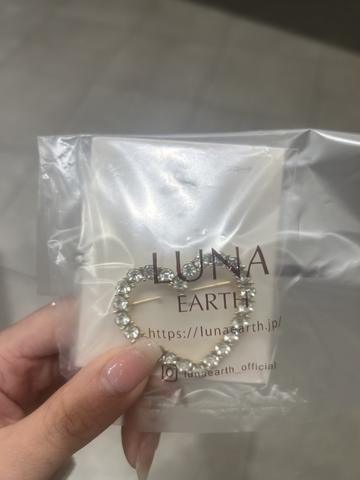 LUNA
EARTH
https://lunaearth.jp/
lunaearth_official